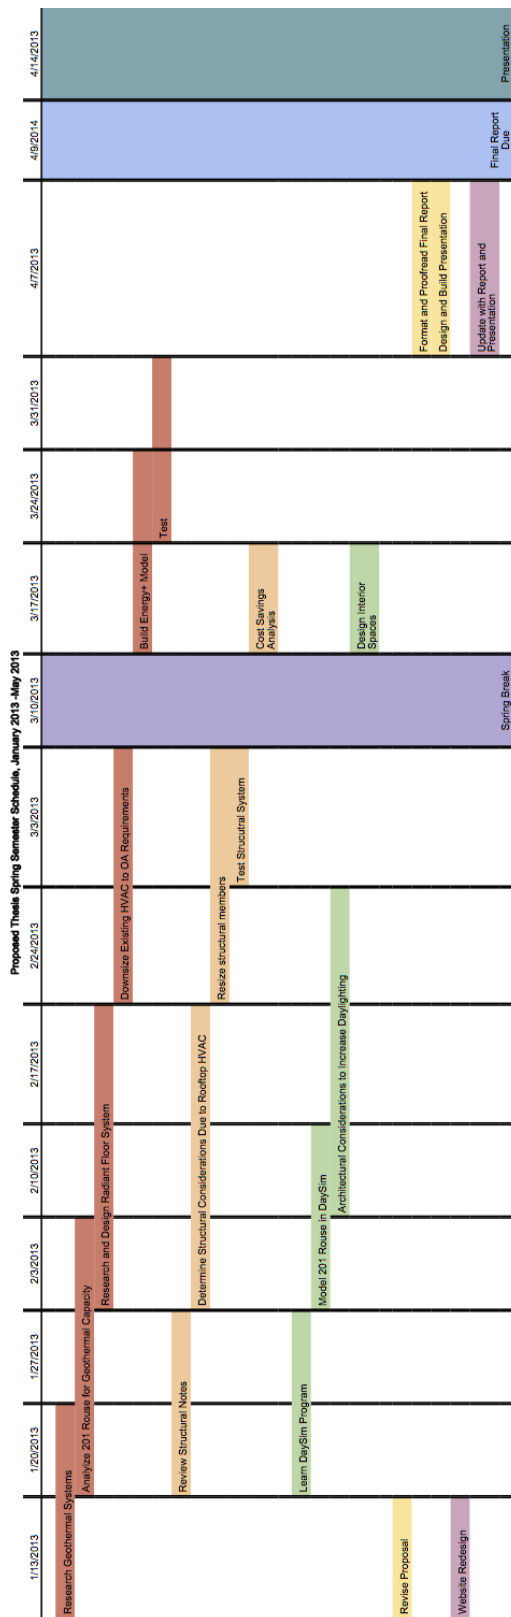 Proposed Thesis Spring Semester Schedule, January 2013 -May 2013
1/13/2013
1/20/2013
1/27/2013
2/3/2013
2/10/2013
2/17/2013
2/24/2013
3/3/2013
3/10/2013
3/17/2013
3/24/2013
3/31/2013
4/7/2013
4/9/2014
4/14/2013
Research Geothermal Systems
Analyize 201 Rouse for Geothermal Capacity
Research and Design Radiant Floor System
Downsize Existing HVAC to OA Requirements
Build Energy+ Model
Test
Review Structural Notes
Determine Structural Considerations Due to Rooftop HVAC
Resize structural members
Test Strucutral System
Cost Savings
Analysis
Learn DaySim Program
Model 201 Rouse in DaySim
Architectural Considerations to Increase Daylighting
Design Interior
Spaces
Revise Proposal
Format and Proofread Final Report
Design and Build Presentation
Website Redesign
Update with Report and
Presentation
Spring Break
Final Report
Due
Presentation